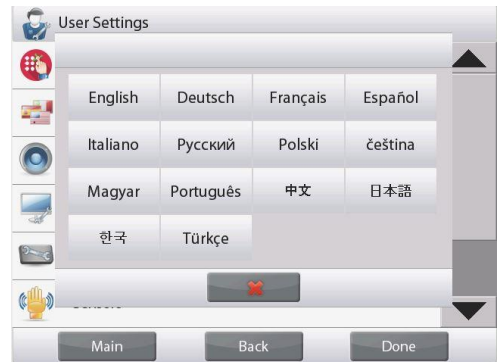 User Settings
English Deutsch Français Español
Italiano Русский Polski čeština
Magyar Português 中文 日本語
한국 Türkçe
Main Back Done